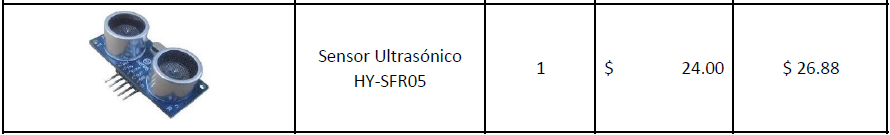 Sensor Ultrasónico
HY-SFR05
1
$ 24.00
$ 26.88